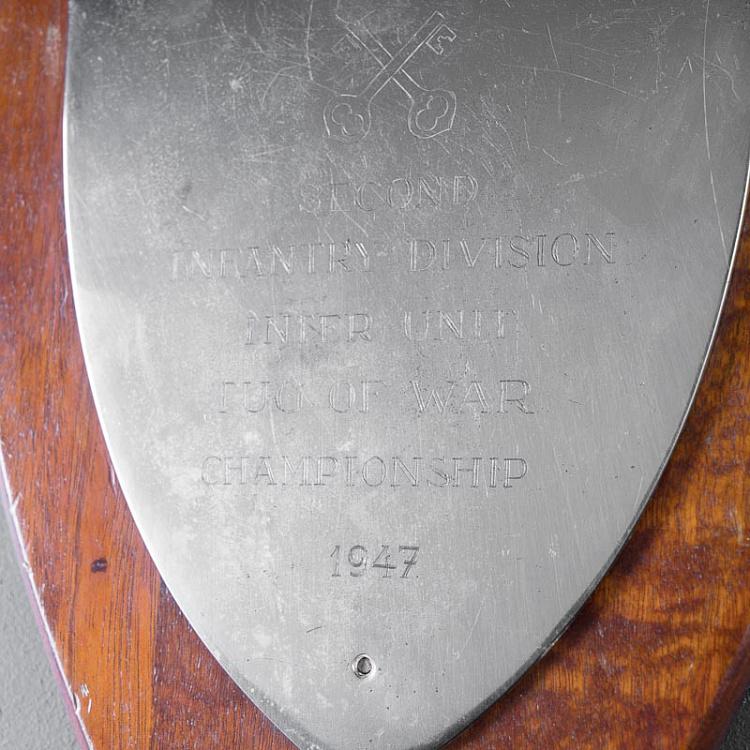 SECOND
INFANTRY DIVISION
INTER UNIT
TUG OF WAR
CHAMPIONSHIP
1947